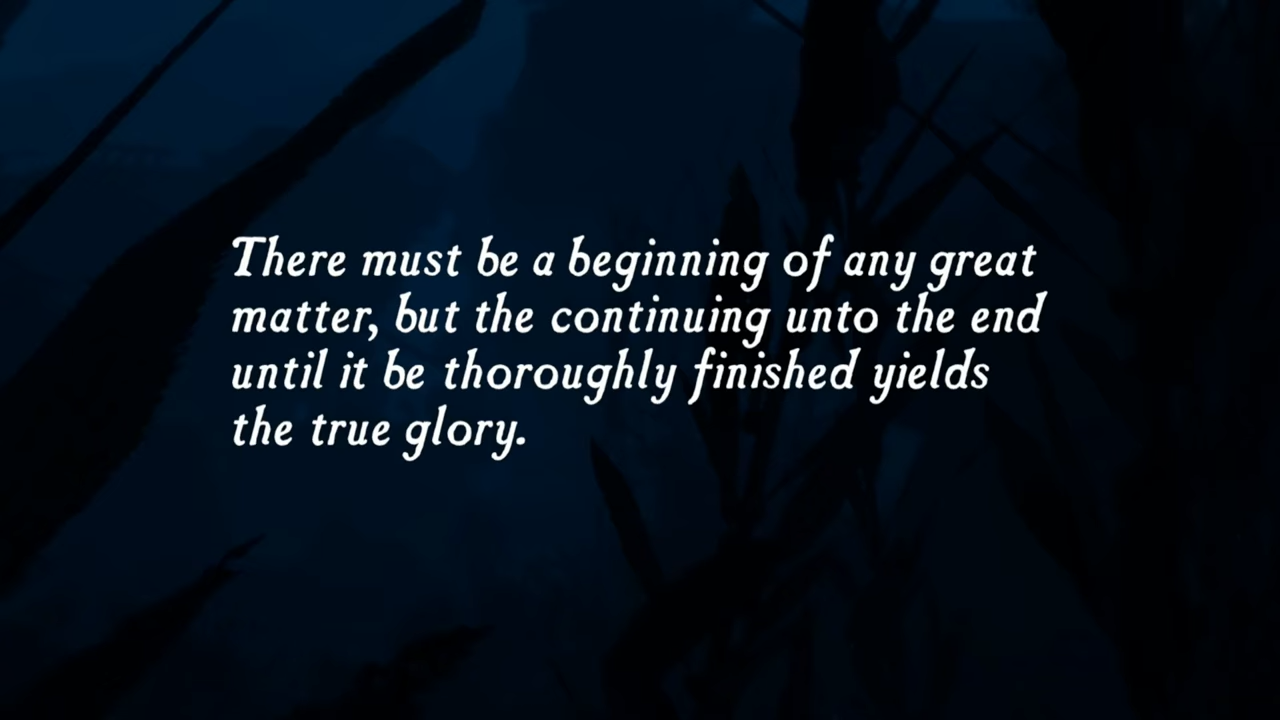 There must be a beginning of any great
matter, but the continuing unto the end
until it be thoroughly finished yields
the true glory.